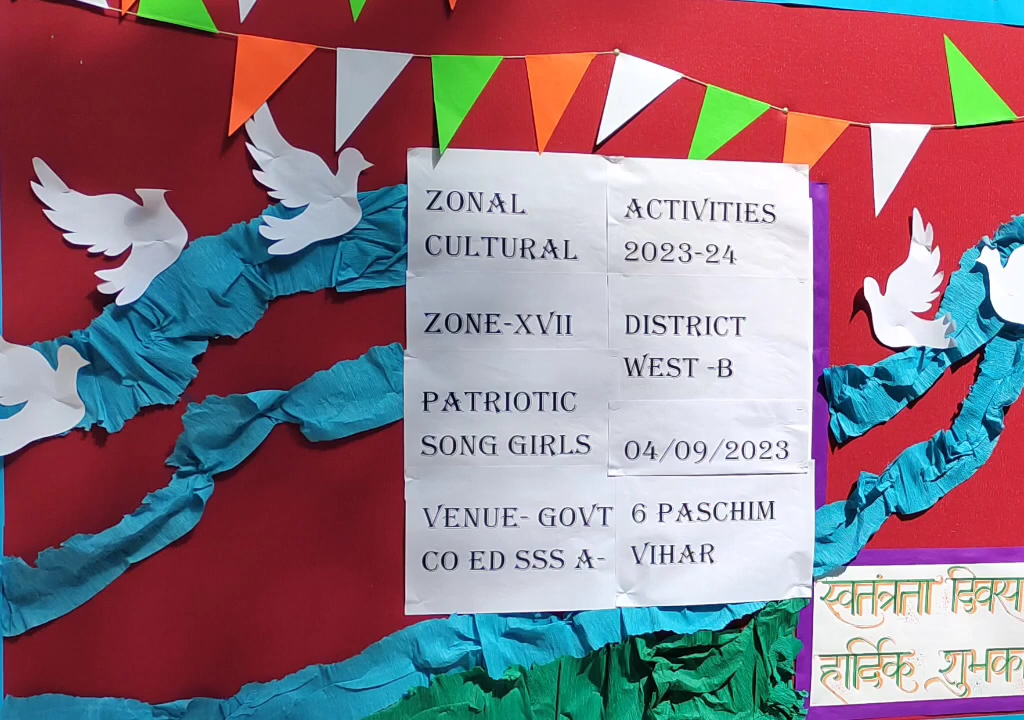 ZONAL ACTIVITIES
CULTURAL 2023-24
ZONE-XVII DISTRICT
WEST -B
PATRIOTIC
SONG GIRLS 04/09/2023
VENUE- GOVT 6 PASCHIM
CO ED SSS A- VIHAR
स्वतंत्रता दिवस
हार्दिक